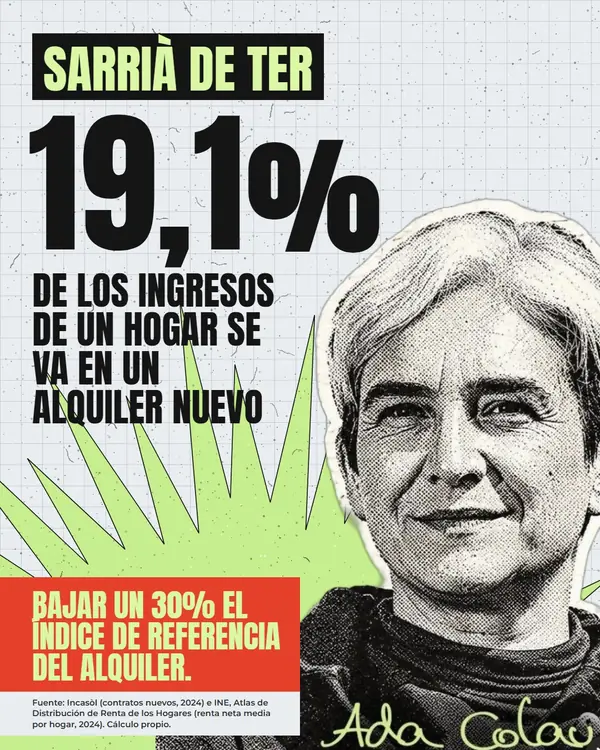 SARRIÀ DE TER
19,1%
DE LOS INGRESOS
DE UN HOGAR SE
VA EN UN
ALQUILER NUEVO
BAJAR UN 30% EL
ÍNDICE DE REFERENCIA
DEL ALQUILER.
Fuente: Incasòl (contratos nuevos, 2024) e INE, Atlas de
Distribución de Renta de los Hogares (renta neta media
por hogar, 2024). Cálculo propio.
Ada Colau